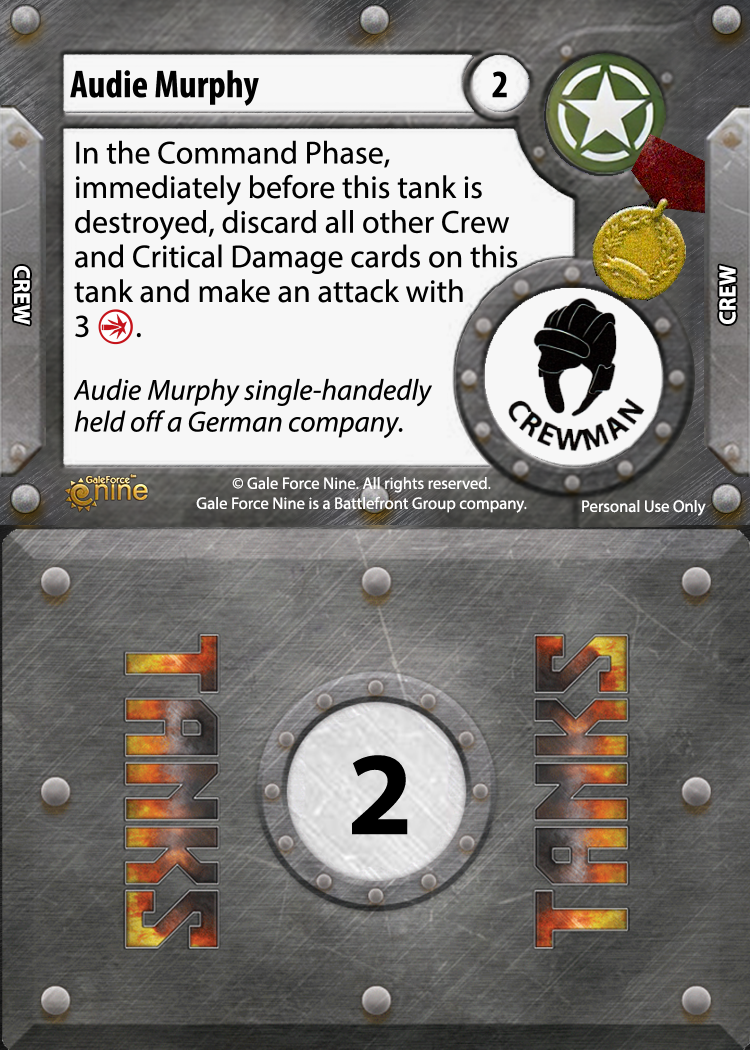 Audie Murphy
2
In the Command Phase,
immediately before this tank is
destroyed, discard all other Crew
and Critical Damage cards on this
tank and make an attack with
3 .
Audie Murphy single-handedly
held off a German company.
CREW
CREW
CREWMAN
GaleForce™
nine
© Gale Force Nine. All rights reserved.
Gale Force Nine is a Battlefront Group company.
Personal Use Only
TANKS
2
TANKS